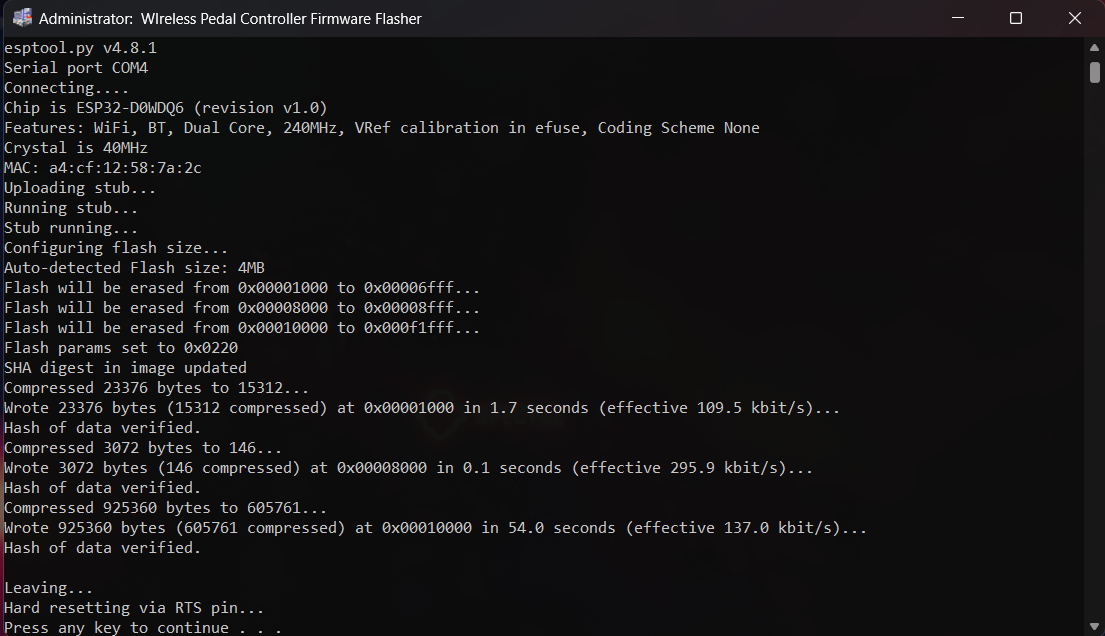 Administrator:  WIreless Pedal Controller Firmware Flasher
esptool.py v4.8.1
Serial port COM4
Connecting....
Chip is ESP32-D0WDQ6 (revision v1.0)
Features: WiFi, BT, Dual Core, 240MHz, VRef calibration in efuse, Coding Scheme None
Crystal is 40MHz
MAC: a4:cf:12:58:7a:2c
Uploading stub...
Running stub...
Stub running...
Configuring flash size...
Auto-detected Flash size: 4MB
Flash will be erased from 0x00001000 to 0x00006fff...
Flash will be erased from 0x00008000 to 0x00008fff...
Flash will be erased from 0x00010000 to 0x000f1fff...
Flash params set to 0x0220
SHA digest in image updated
Compressed 23376 bytes to 15312...
Wrote 23376 bytes (15312 compressed) at 0x00001000 in 1.7 seconds (effective 109.5 kbit/s)...
Hash of data verified.
Compressed 3072 bytes to 146...
Wrote 3072 bytes (146 compressed) at 0x00008000 in 0.1 seconds (effective 295.9 kbit/s)...
Hash of data verified.
Compressed 925360 bytes to 605761...
Wrote 925360 bytes (605761 compressed) at 0x00010000 in 54.0 seconds (effective 137.0 kbit/s)...
Hash of data verified.

Leaving...
Hard resetting via RTS pin...
Press any key to continue . . .